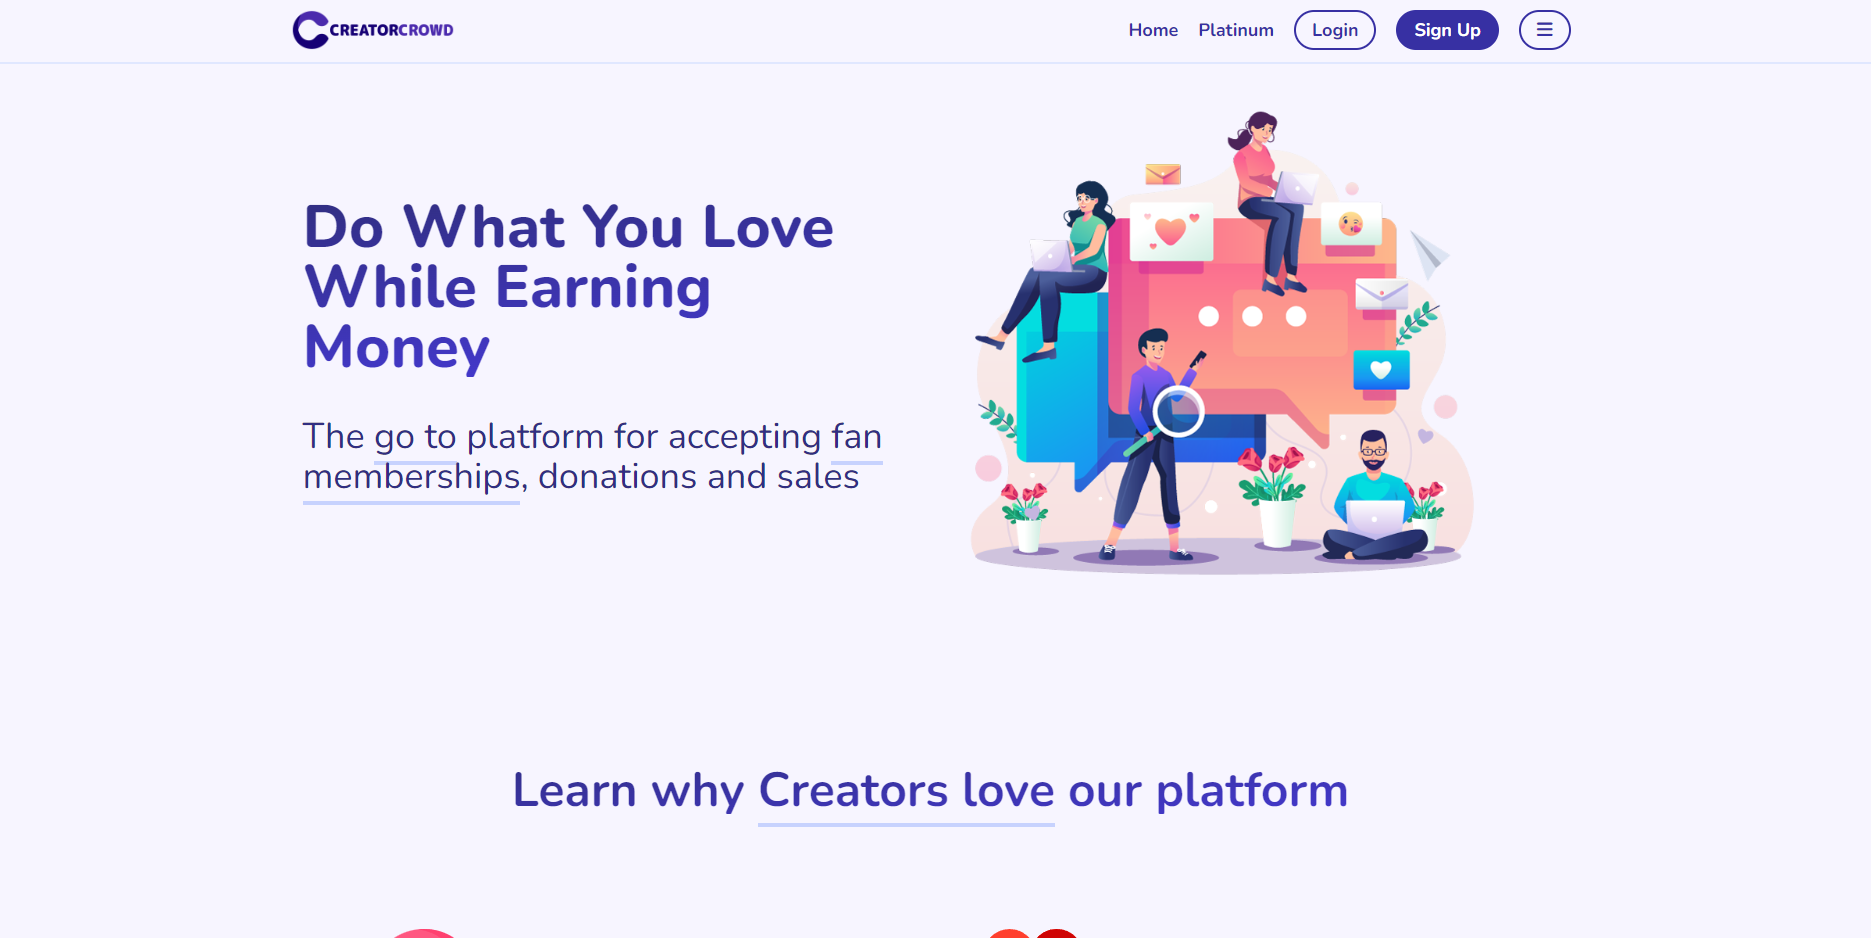 CREATORCROWD
Home
Platinum
Login
Sign Up
Do What You Love
While Earning
Money
The go to platform for accepting fan
memberships, donations and sales
Learn why Creators love our platform